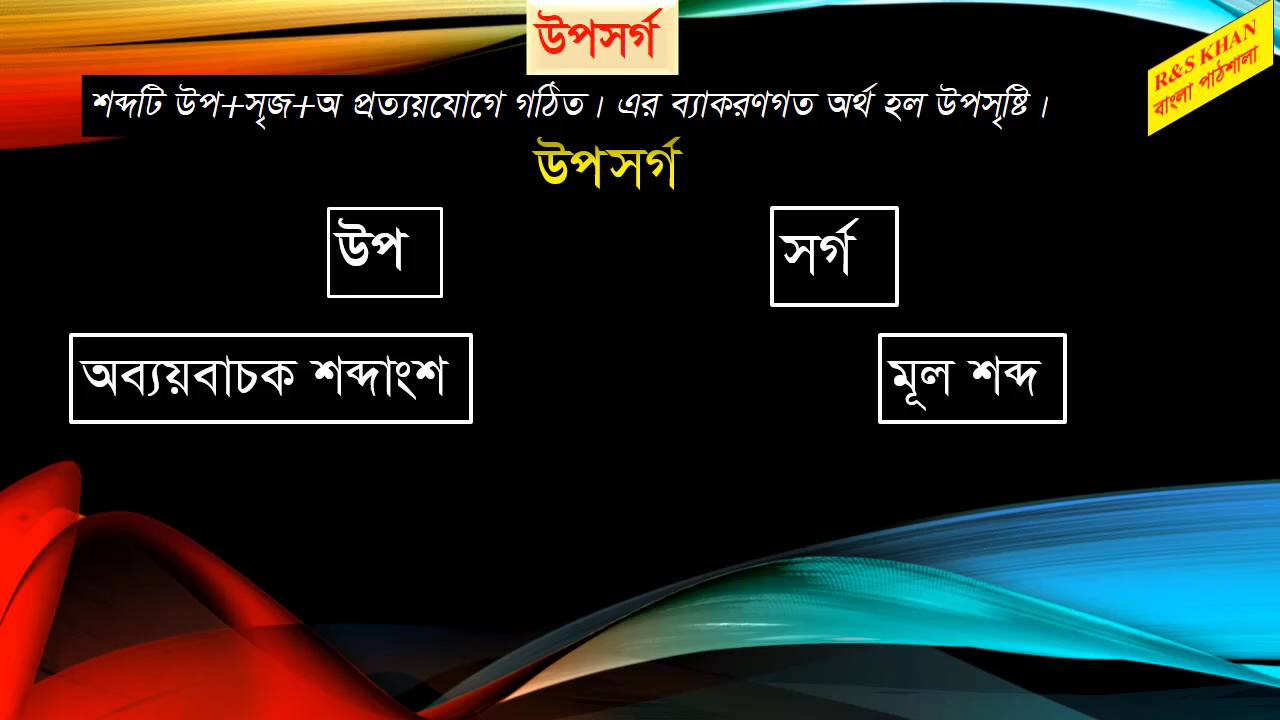 উপসর্গ
R&S KHAN
বাংলা পাঠশালা
শব্দটি উপ+সৃজ+অ প্রত্যয়যোগে গঠিত। এর ব্যাকরণগত অর্থ হল উপসৃষ্টি।
উপসর্গ
উপ
সর্গ
অব্যয়বাচক শব্দাংশ
মূল শব্দ